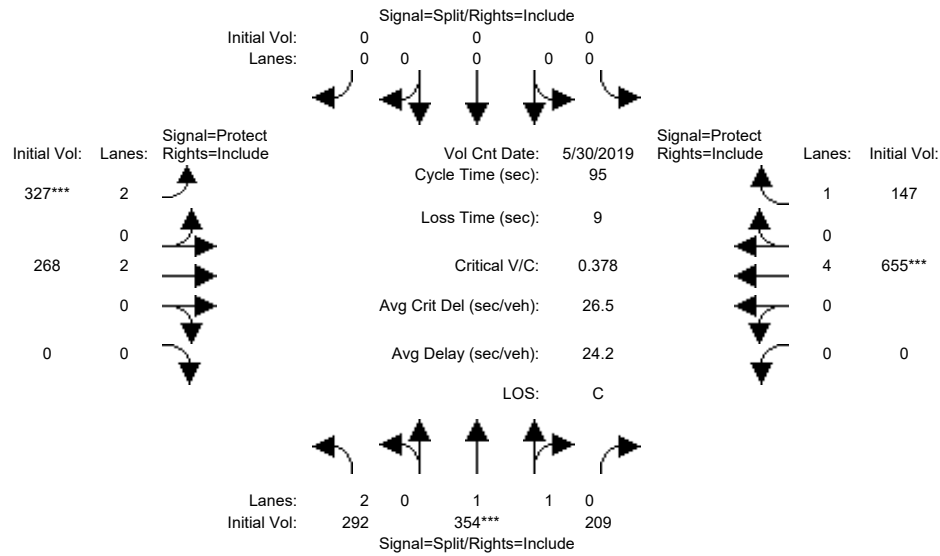 Signal=Split/Rights=Include
Initial Vol: 0 0 0
Lanes: 0 0 0 0 0
Signal=Protect
Initial Vol: Lanes: Rights=Include
Vol Cnt Date: 5/30/2019
Signal=Protect
Rights=Include Lanes: Initial Vol:
Cycle Time (sec): 95
327*** 2
1 147
Loss Time (sec): 9
0
0
268 2
Critical V/C: 0.378
4 655***
0
Avg Crit Del (sec/veh): 26.5
0
0 0
Avg Delay (sec/veh): 24.2
0 0
LOS: C
Lanes: 2 0 1 1 0
Initial Vol: 292 354*** 209
Signal=Split/Rights=Include